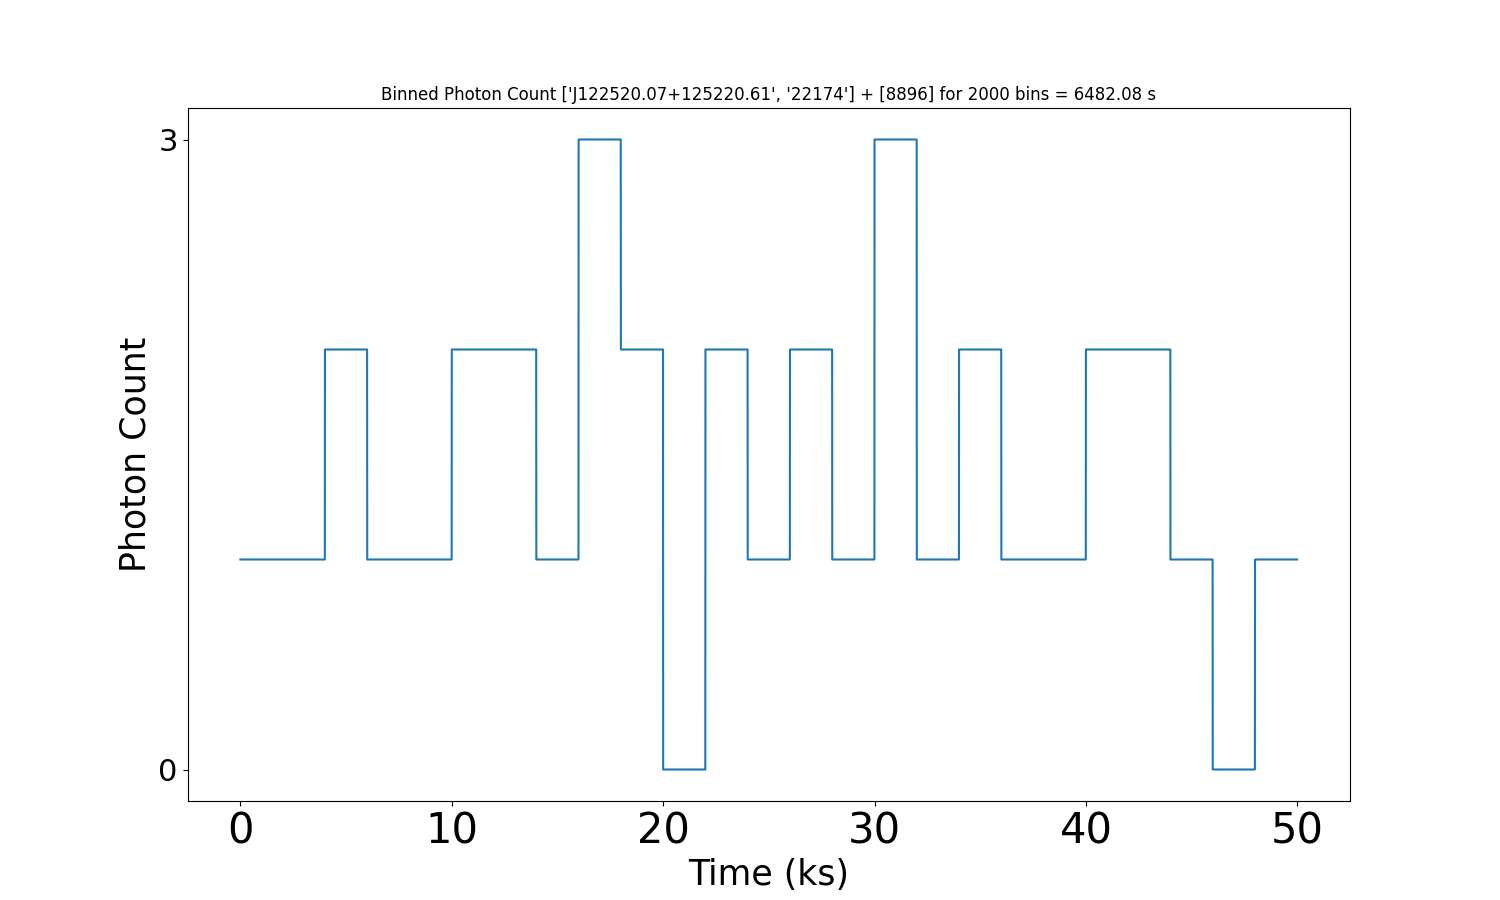 Binned Photon Count ['J122520.07+125220.61', '22174'] + [8896] for 2000 bins = 6482.08 s
3
Photon Count
0
0 10 20 30 40 50
Time (ks)